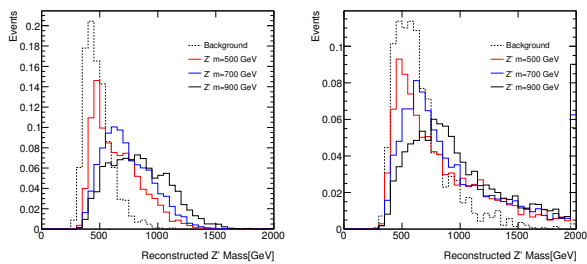 Events
0.2
0.18
0.16
0.14
0.12
0.1
0.08
0.06
0.04
0.02
0
Background
Z' m=500 GeV
Z' m=700 GeV
Z' m=900 GeV
0 500 1000 1500 2000
Reconstructed Z' Mass[GeV]
Events
0.1
0.08
0.06
0.04
0.02
0
Background
Z' m=500 GeV
Z' m=700 GeV
Z' m=900 GeV
0 500 1000 1500 2000
Reconstructed Z' Mass[GeV]